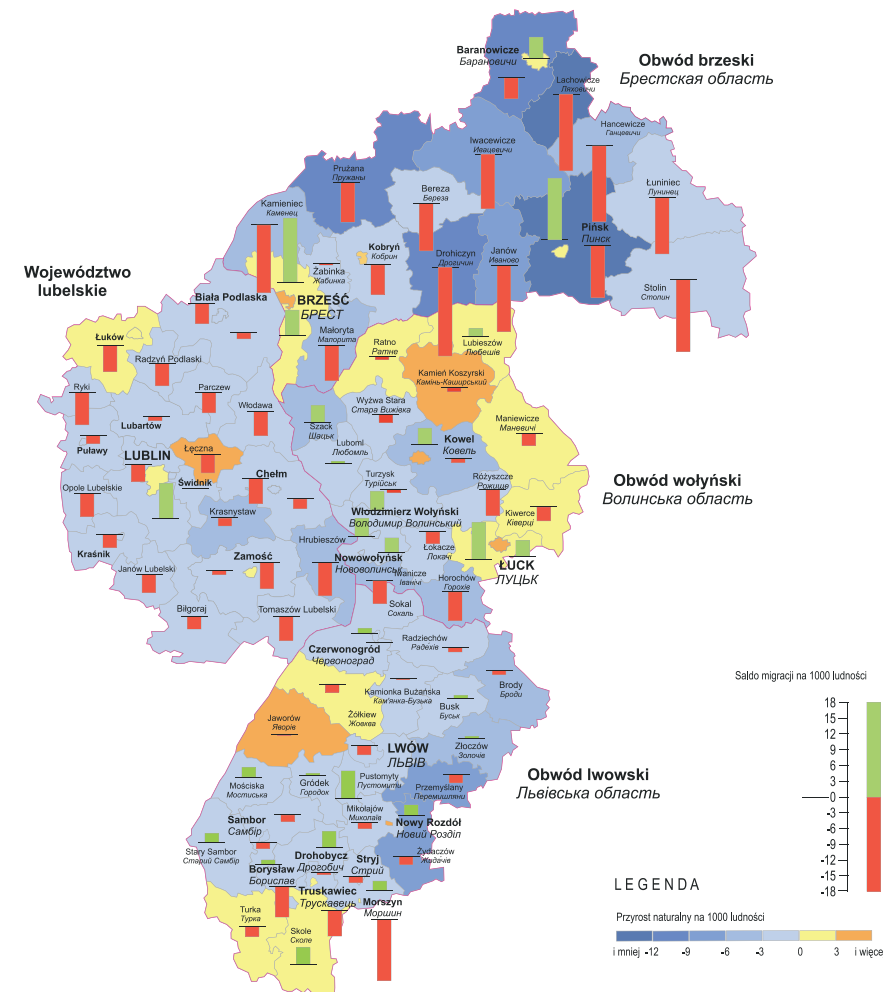 Baranowicze
Барановичи
Obwód brzeski
Брестская область
Lachowicze
Ляховичи
Hancewicze
Ганцевичи
Iwacewicze
Ивацевичи
Prużana
Пружаны
Bereza
Береза
Łuniniec
Лунинец
Kamieniec
Каменец
Pińsk
Пинск
Kobryń
Кобрин
Drohiczyn
Дрогичин
Janów
Иваново
Żabinka
Жабинка
Stolin
Столин
Województwo
lubelskie
Biała Podlaska
BRZEŚĆ
БРЕСТ
Małoryta
Малорита
Łuków
Radzyń Podlaski
Ratno
Ратне
Lubieszów
Любешів
Kamień Koszyrski
Камінь-Каширський
Ryki
Parczew
Włodawa
Wyżwa Stara
Стара Вижівка
Maniewicze
Маневичі
Lubartów
Szack
Шацьк
Puławy
Luboml
Любомль
Kowel
Ковель
LUBLIN
Łęczna
Obwód wołyński
Волинська область
Świdnik
Chełm
Turzysk
Турійськ
Różyszcze
Рожище
Opole Lubelskie
Krasnystaw
Włodzimierz Wołyński
Володимир Волинський
Kiwerce
Ківерці
Hrubieszów
Kraśnik
Łokacze
Локачі
Zamość
Nowowołyńsk
Нововолинськ
ŁUCK
ЛУЦЬК
Janów Lubelski
Iwanicze
Іванічі
Horochów
Горохів
Biłgoraj
Tomaszów Lubelski
Sokal
Сокаль
Radziechów
Радехів
Czerwonogród
Червоноград
Kamionka Bużańska
Кам'янка-Бузька
Brody
Броди
Saldo migracji na 1000 ludności
Busk
Буськ
Jaworów
Яворів
Żółkiew
Жовква
18
15
12
9
6
3
0
-3
-6
-9
-12
-15
-18
LWÓW
ЛЬВІВ
Złoczów
Золочів
Obwód lwowski
Львівська область
Mościska
Мостиська
Gródek
Городок
Pustomyty
Пустомити
Przemyślany
Перемишляни
Mikołajów
Миколаїв
Sambor
Самбір
Nowy Rozdół
Новий Розділ
Stary Sambor
Старий Самбір
Drohobycz
Дрогобич
Stryj
Стрий
Żydaczów
Жидачів
Borysław
Борислав
Truskawiec
Трускавець
Morszyn
Моршин
LEGENDA
Turka
Турка
Skole
Сколе
Przyrost naturalny na 1000 ludności
i mniej -12 -9 -6 -3 0 3 i więce